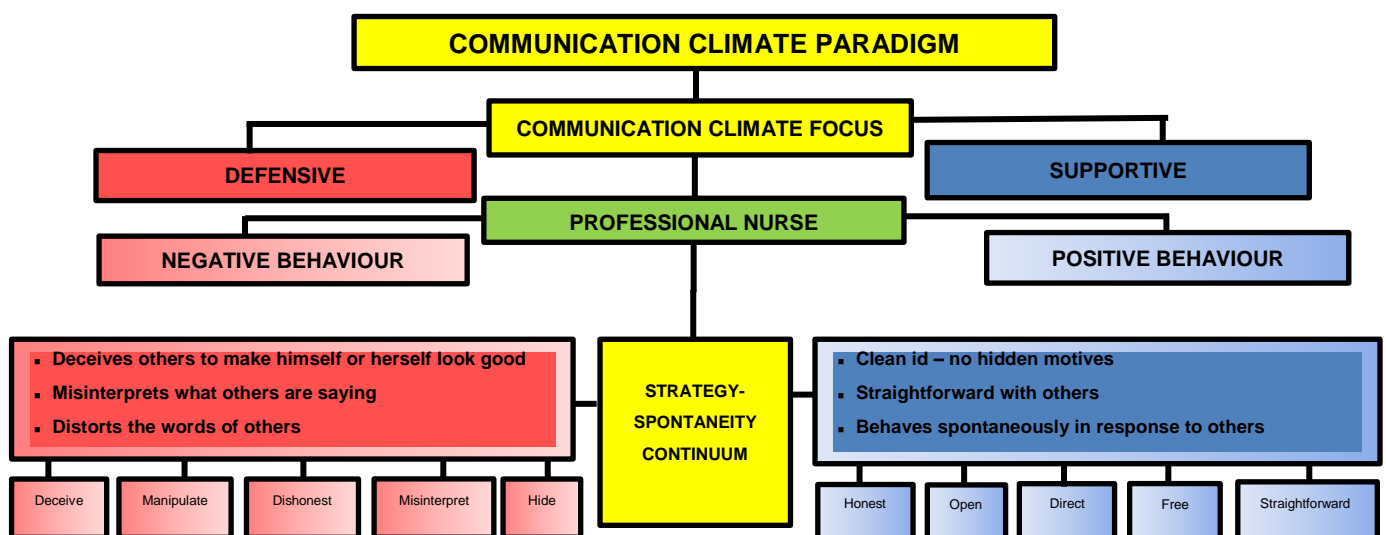 COMMUNICATION CLIMATE PARADIGM
COMMUNICATION CLIMATE FOCUS
DEFENSIVE
SUPPORTIVE
PROFESSIONAL NURSE
NEGATIVE BEHAVIOUR
POSITIVE BEHAVIOUR
▪ Deceives others to make himself or herself look good
▪ Misinterprets what others are saying
▪ Distorts the words of others
STRATEGY-
SPONTANEITY
CONTINUUM
▪ Clean id – no hidden motives
▪ Straightforward with others
▪ Behaves spontaneously in response to others
Deceive
Manipulate
Dishonest
Misinterpret
Hide
Honest
Open
Direct
Free
Straightforward